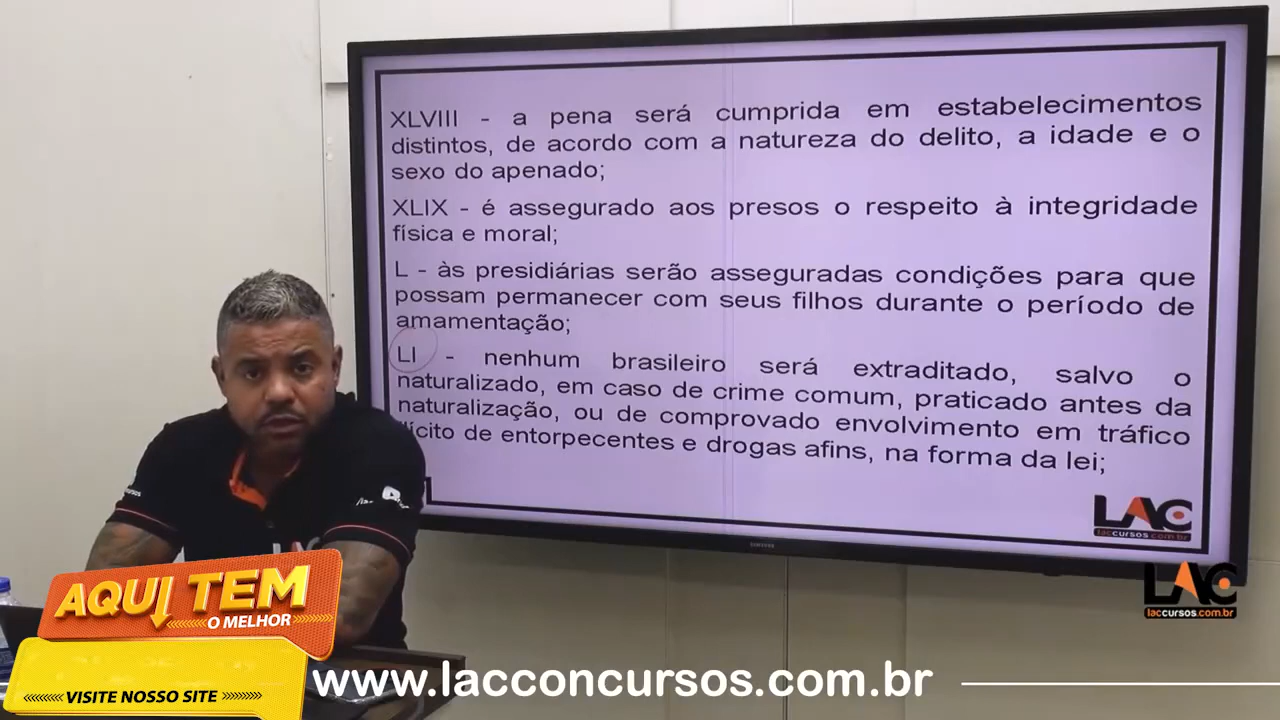 XLVIII - a pena será cumprida em estabelecimentos
distintos, de acordo com a natureza do delito, a idade e o
sexo do apenado;
XLIX - é assegurado aos presos o respeito à integridade
física e moral;
L - às presidiárias serão asseguradas condições para que
possam permanecer com seus filhos durante o período de
amamentação;
LI - nenhum brasileiro será extraditado, salvo o
naturalizado, em caso de crime comum, praticado antes da
naturalização, ou de comprovado envolvimento em tráfico
ilícito de entorpecentes e drogas afins, na forma da lei;
LAC
laccursos.com.br
SAMSUNG
LAC
laccursos.com.br
AQUI TEM
O MELHOR
VISITE NOSSO SITE
www.lacconcursos.com.br